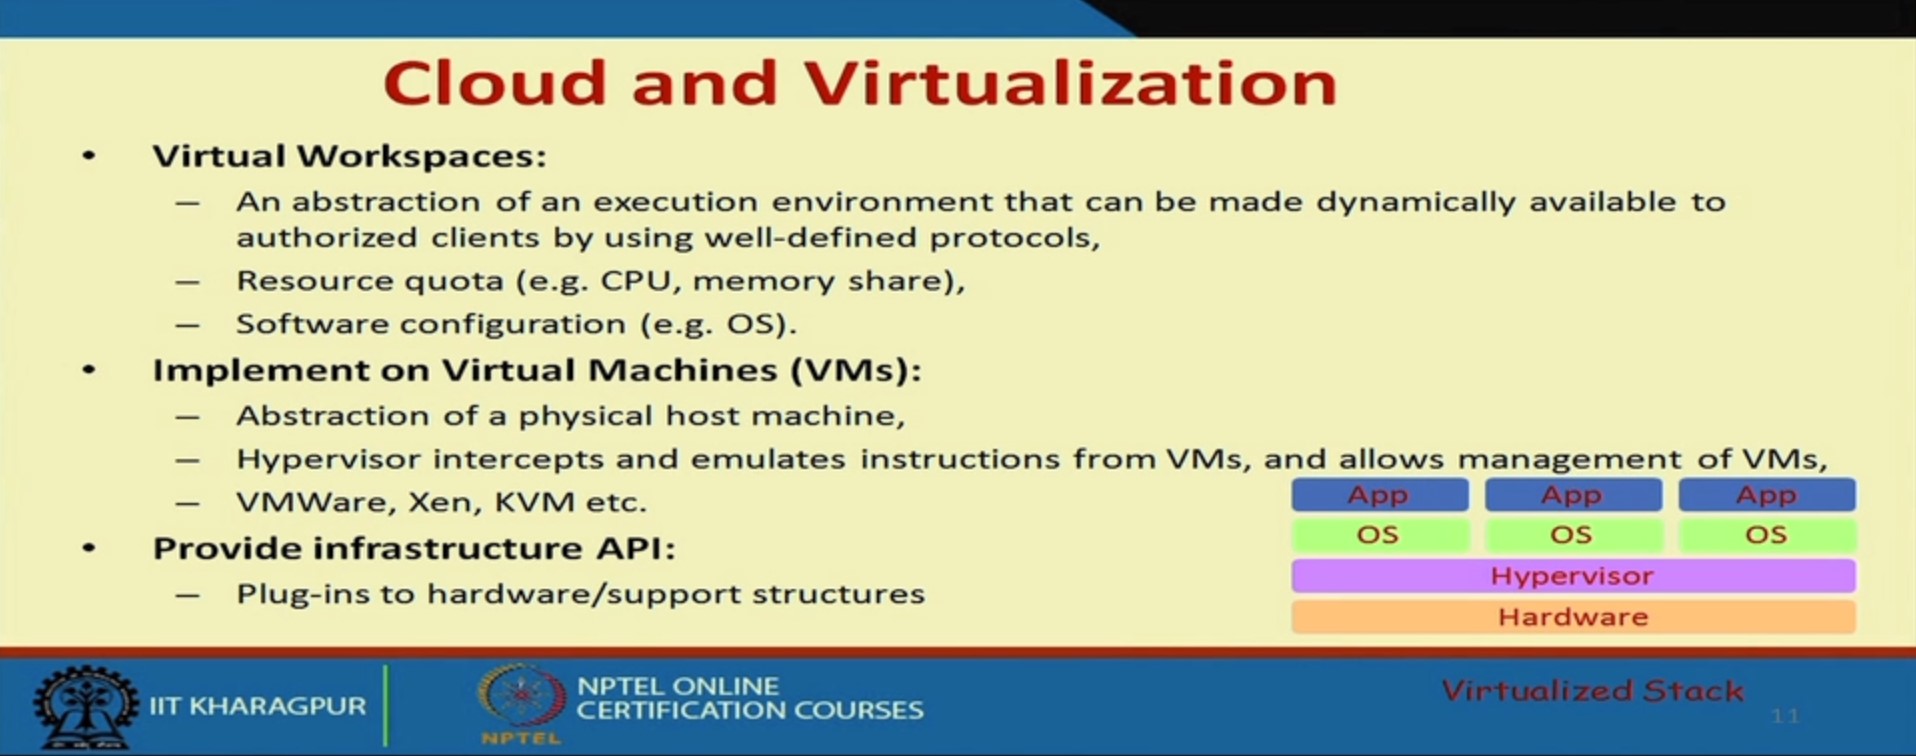 Cloud and Virtualization
• Virtual Workspaces:
– An abstraction of an execution environment that can be made dynamically available to
authorized clients by using well-defined protocols,
– Resource quota (e.g. CPU, memory share),
– Software configuration (e.g. OS).
• Implement on Virtual Machines (VMs):
– Abstraction of a physical host machine,
– Hypervisor intercepts and emulates instructions from VMs, and allows management of VMs,
– VMWare, Xen, KVM etc.
• Provide infrastructure API:
– Plug-ins to hardware/support structures
App App App
OS OS OS
Hypervisor
Hardware
Virtualized Stack
11
IIT KHARAGPUR
NPTEL
NPTEL ONLINE
CERTIFICATION COURSES